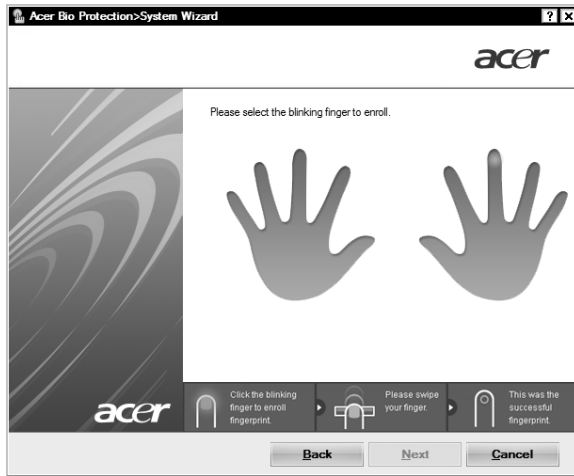 Acer Bio Protection>System Wizard
? x
acer
Please select the blinking finger to enroll.
acer
Click the blinking
finger to enroll
fingerprint.
Please swipe
your finger.
This was the
successful
fingerprint.
Back Next Cancel